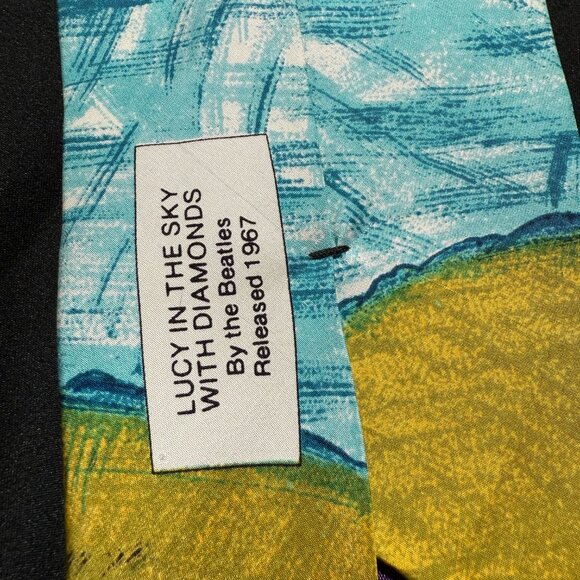 LUCY IN THE SKY
WITH DIAMONDS
By the Beatles
Released 1967